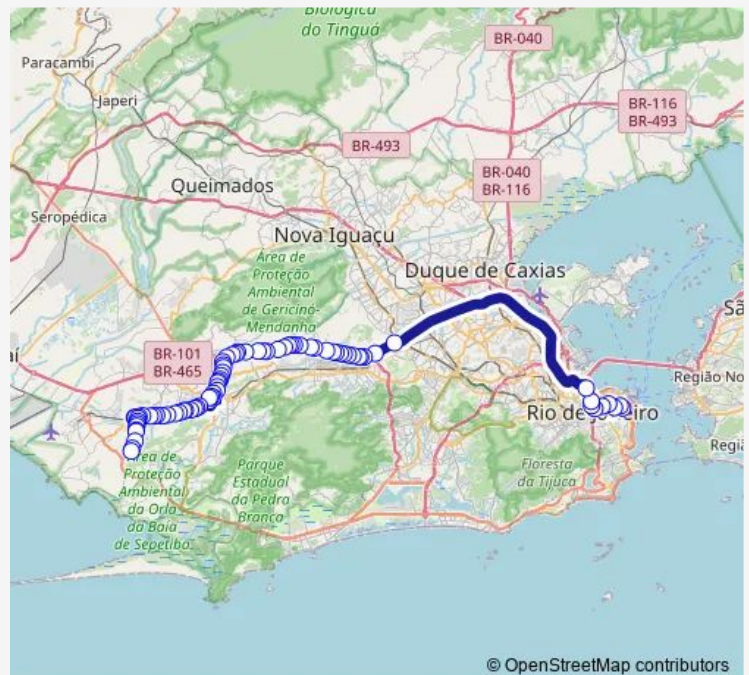 Biológica
do Tinguá
BR-040
Paracambi
Japeri
BR-116
BR-493
BR-493
BR-040
BR-116
Queimados
Seropédica
Nova Iguaçu
Duque de Caxias
Área de
Proteção
Ambiental
de Gericinó-
Mendanha
Sã
BR-101
BR-465
aí
Região No
Rio de
iro
Regiã
Área de
Proteção
Ambiental
da Orla
da Baía
de Sepetiba
Parque
Estadual
da Pedra
Branca
Floresta
da Tijuca
© OpenStreetMap contributors